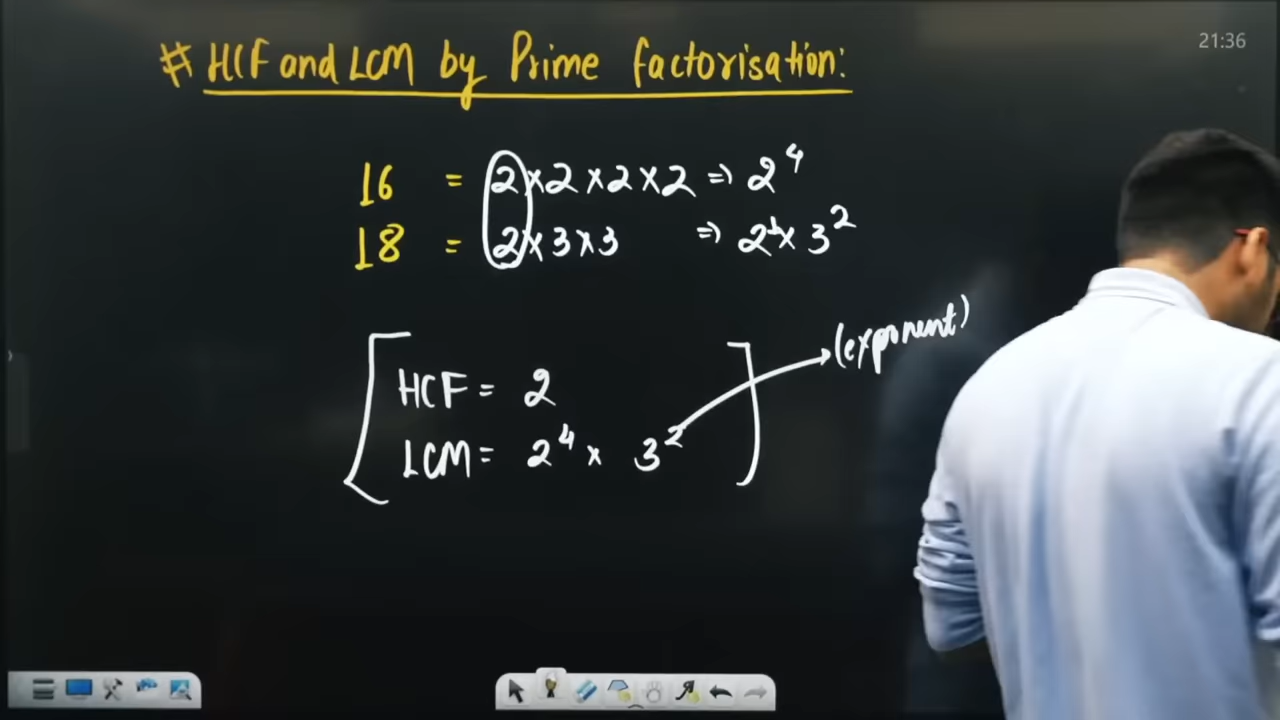 21:36
# HCF and LCM by Prime factorisation:
16 = 2 × 2 × 2 × 2 ⇒ 2⁴
18 = 2 × 3 × 3 ⇒ 2¹ × 3²
(exponent)
HCF = 2
LCM = 2⁴ × 3²